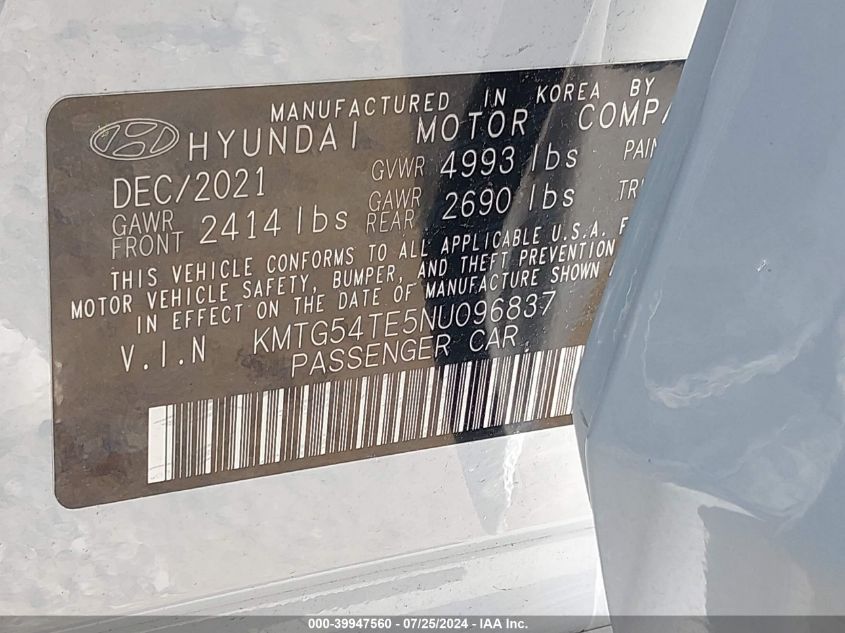 MANUFACTURED IN KOREA BY
HYUNDAI MOTOR COMPA
DEC/2021 GVWR 4993 lbs PAIN
GAWR FRONT 2414 lbs GAWR REAR 2690 lbs TR
THIS VEHICLE CONFORMS TO ALL APPLICABLE U.S.A. F
MOTOR VEHICLE SAFETY, BUMPER, AND THEFT PREVENTION
IN EFFECT ON THE DATE OF MANUFACTURE SHOWN
V.I.N KMTG54TE5NU096837
PASSENGER CAR
000-39947560 - 07/25/2024 - IAA Inc.